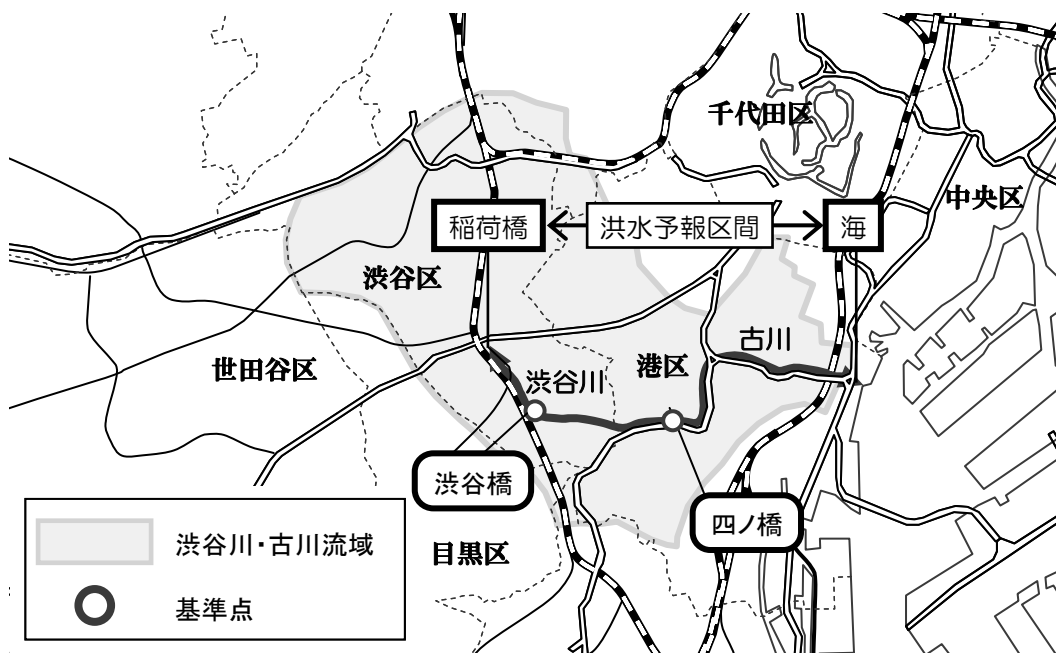 千代田区
中央区
稲荷橋
洪水予報区間
海
渋谷区
世田谷区
古川
港区
渋谷川
渋谷橋
四ノ橋
目黒区
渋谷川・古川流域
基準点